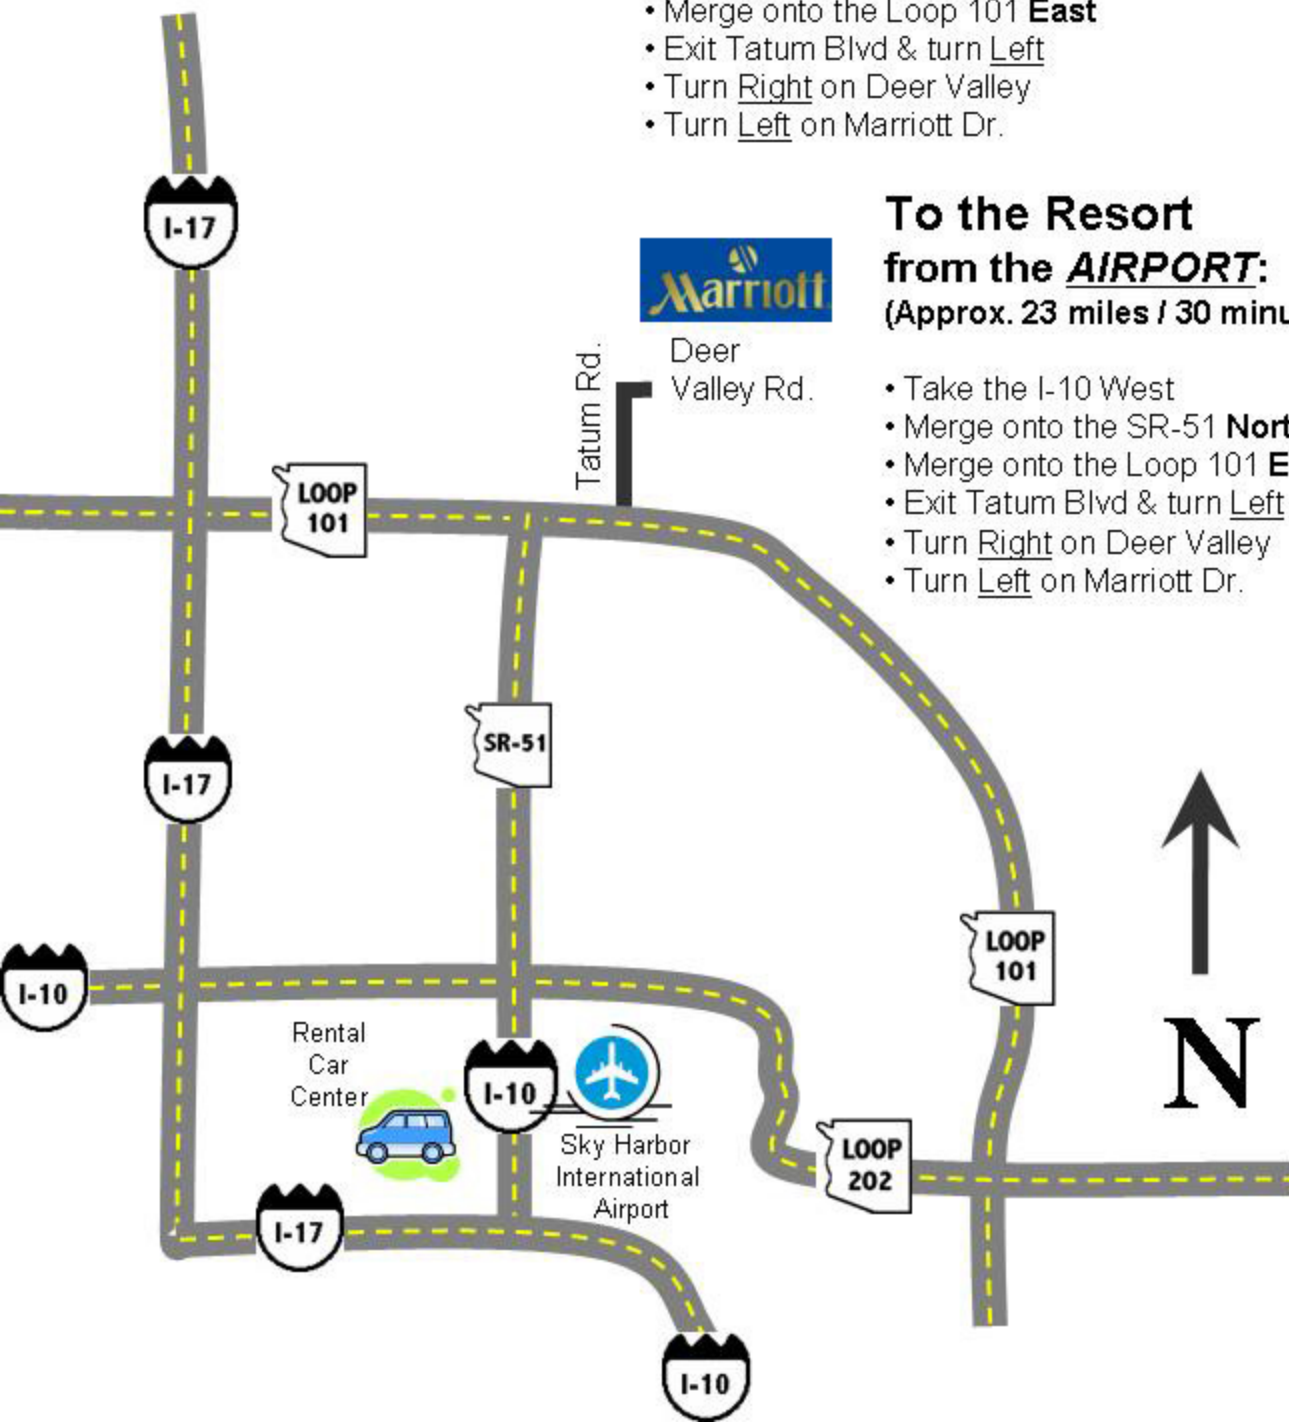 • Merge onto the Loop 101 East
• Exit Tatum Blvd & turn Left
• Turn Right on Deer Valley
• Turn Left on Marriott Dr.
I-17
To the Resort
from the AIRPORT:
(Approx. 23 miles / 30 minu
Marriott
Deer
Valley Rd.
Tatum Rd.
• Take the I-10 West
• Merge onto the SR-51 Nort
• Merge onto the Loop 101 E
• Exit Tatum Blvd & turn Left
• Turn Right on Deer Valley
• Turn Left on Marriott Dr.
LOOP
101
SR-51
I-17
LOOP
101
I-10
N
Rental
Car
Center
I-10
Sky Harbor
International
Airport
LOOP
202
I-17
I-10